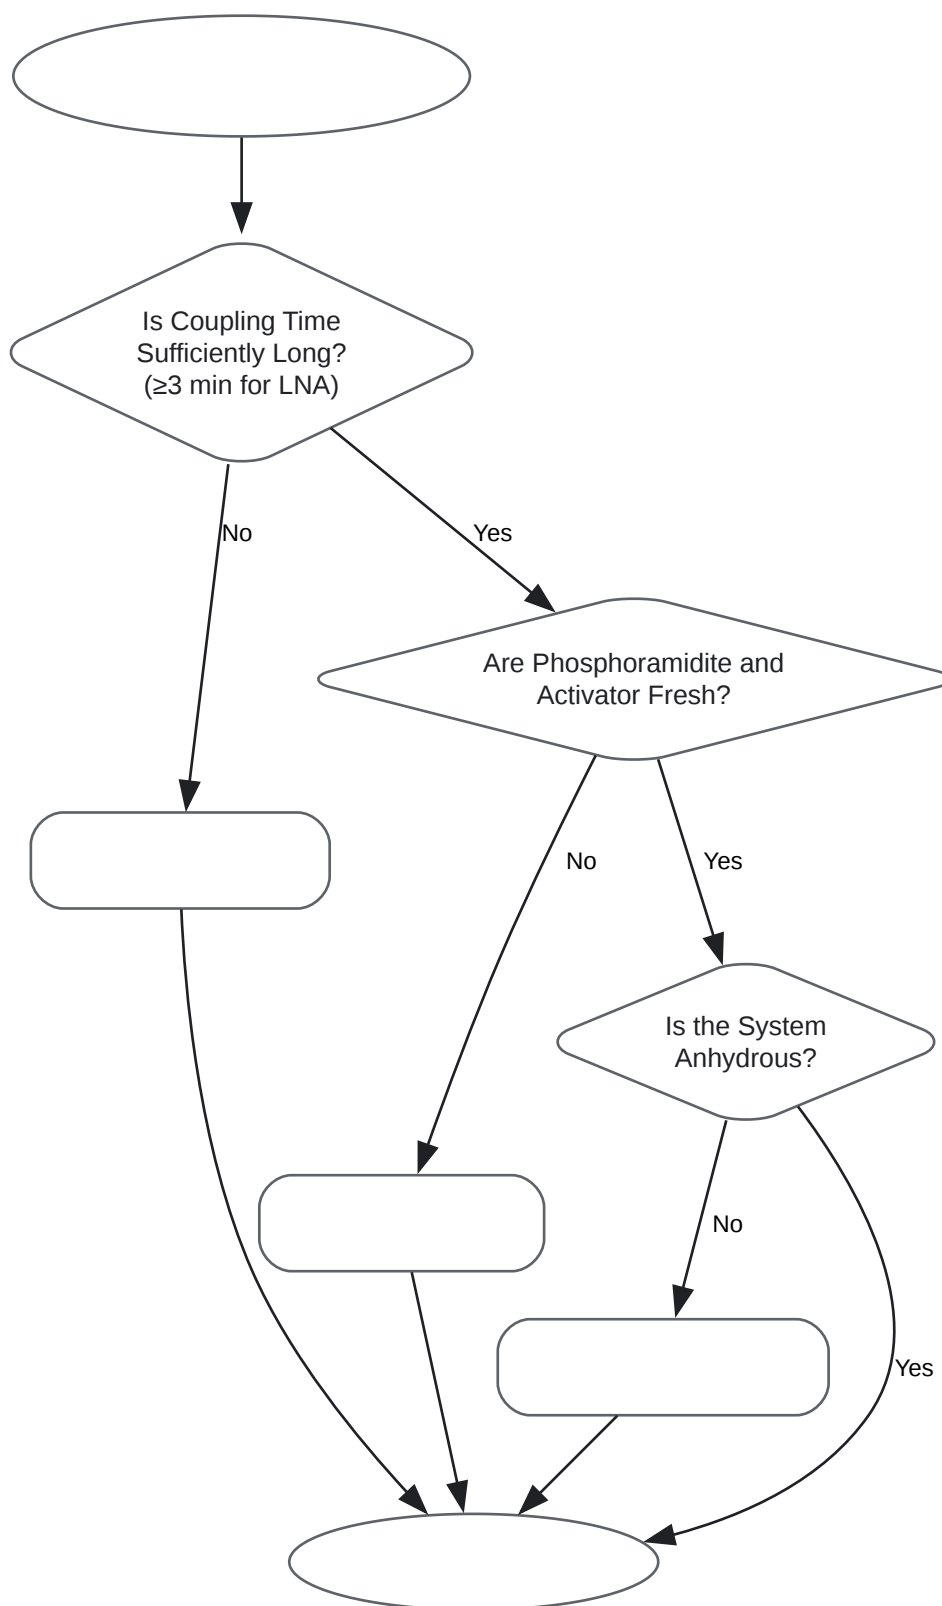 Is Coupling Time
Sufficiently Long?
(≥3 min for LNA)
No
Yes
Are Phosphoramidite and
Activator Fresh?
No
Yes
Is the System
Anhydrous?
No
Yes